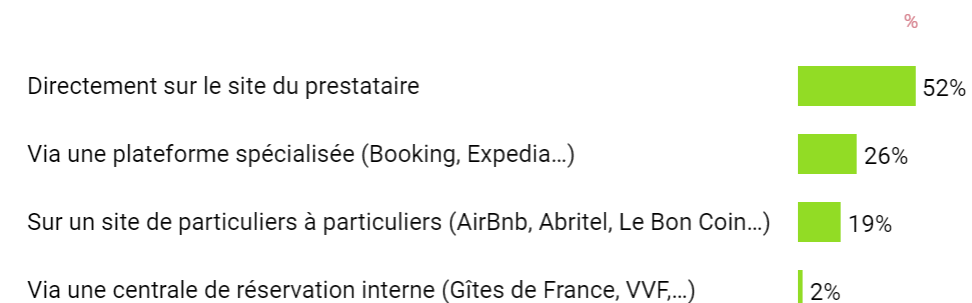 %
Directement sur le site du prestataire 52%
Via une plateforme spécialisée (Booking, Expedia...) 26%
Sur un site de particuliers à particuliers (AirBnb, Abritel, Le Bon Coin...) 19%
Via une centrale de réservation interne (Gîtes de France, VVF,...) 2%